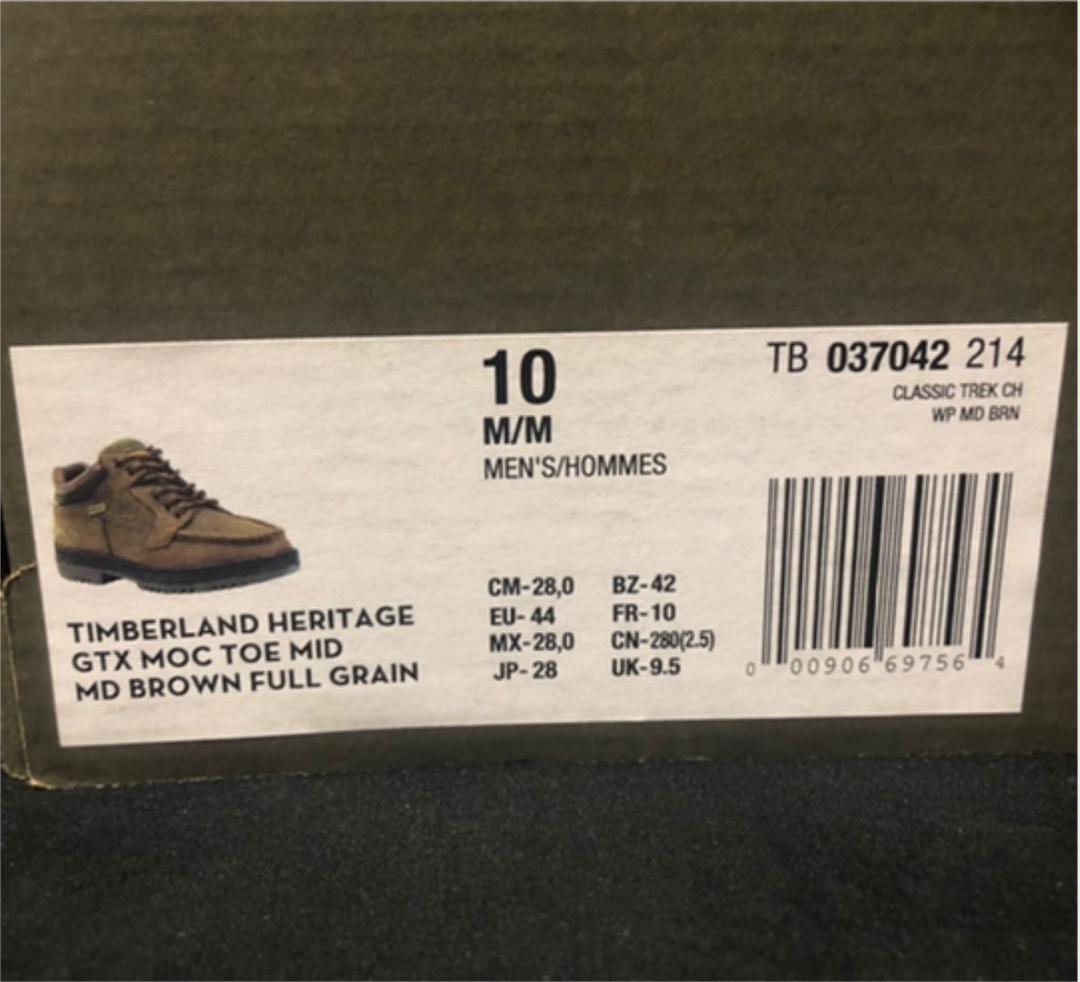 10
M/M
MEN'S/HOMMES
TB 037042 214
CLASSIC TREK CH
WP MD BRN
TIMBERLAND HERITAGE
GTX MOC TOE MID
MD BROWN FULL GRAIN
CM-28,0 BZ-42
EU-44 FR-10
MX-28,0 CN-280(2.5)
JP-28 UK-9.5
0 00906 69756 4